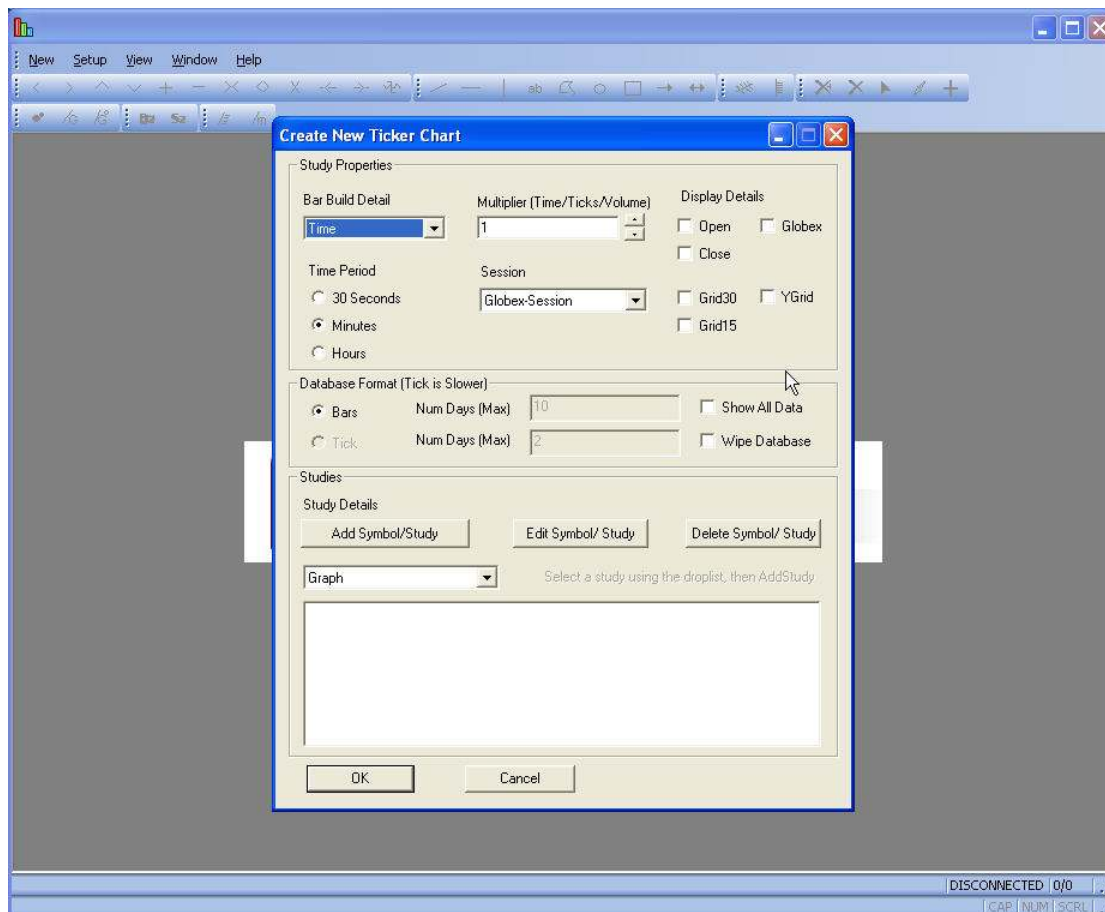 New Setup View Window Help
ab
Create New Ticker Chart
Study Properties
Bar Build Detail
Multiplier (Time/Ticks/Volume)
Display Details
Time
1
Open
Globex
Close
Time Period
Session
30 Seconds
Globex-Session
Grid30
YGrid
Minutes
Grid15
Hours
Database Format (Tick is Slower)
Bars
Num Days (Max)
10
Show All Data
Tick
Num Days (Max)
2
Wipe Database
Studies
Study Details
Add Symbol/Study
Edit Symbol/ Study
Delete Symbol/ Study
Graph
Select a study using the droplist, then AddStudy
OK
Cancel
DISCONNECTED 0/0
CAP NUM SCRL